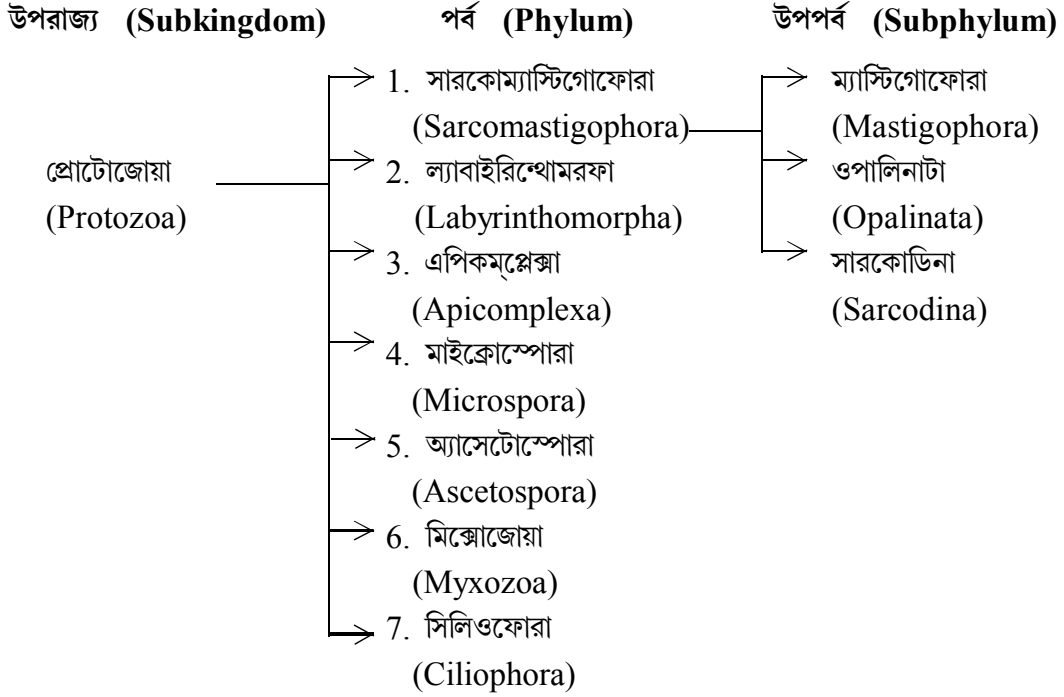 উপরাজ্য (Subkingdom) পর্ব (Phylum) উপপর্ব (Subphylum)
1. সারকোম্যাস্টিগোফোরা ম্যাস্টিগোফোরা
(Sarcomastigophora) (Mastigophora)
প্রোটোজোয়া 2. ল্যাবাইরিন্থোমরফা ওপালিনাটা
(Protozoa) (Labyrinthomorpha) (Opalinata)
3. এপিকম্‌প্লেক্সা সারকোডিনা
(Apicomplexa) (Sarcodina)
4. মাইক্রোস্পোরা
(Microspora)
5. অ্যাসেটোস্পোরা
(Ascetospora)
6. মিক্সোজোয়া
(Myxozoa)
7. সিলিওফোরা
(Ciliophora)